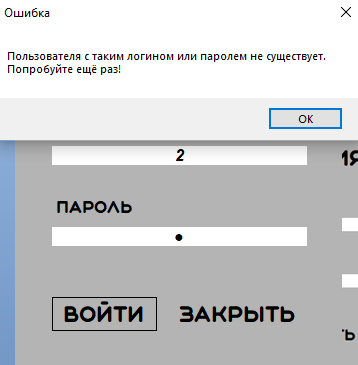 Ошибка
Пользователя с таким логином или паролем не существует.
Попробуйте ещё раз!
OK
2
ПАРОЛЬ
ВОЙТИ ЗАКРЫТЬ